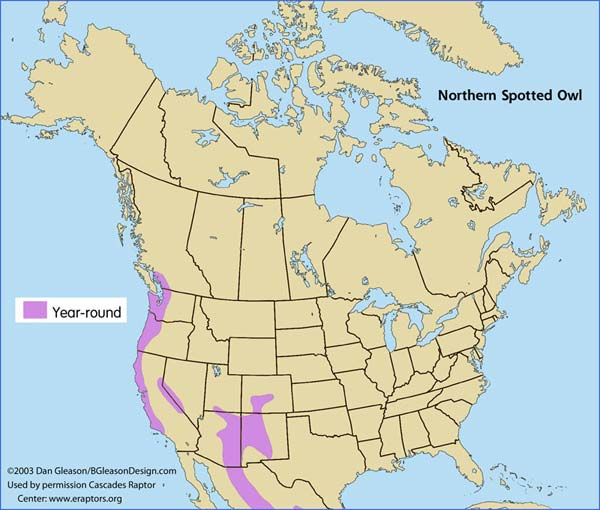 Northern Spotted Owl
Year-round
©2003 Dan Gleason/BGleasonDesign.com
Used by permission Cascades Raptor
Center: www.eraptors.org